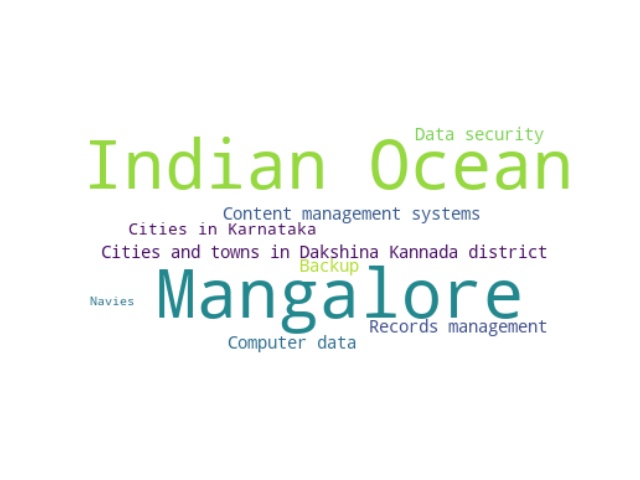 Data security
Indian Ocean
Content management systems
Cities in Karnataka
Cities and towns in Dakshina Kannada district
Backup
Mangalore
Navies
Records management
Computer data